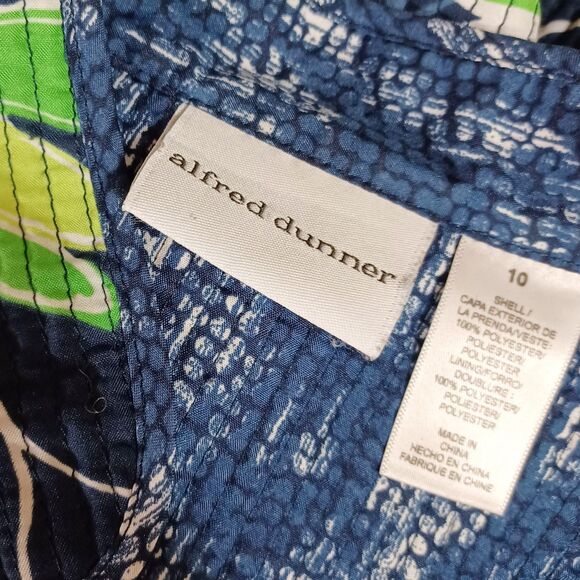 alfred dunner
10
SHELL/
CAPA EXTERIOR DE
LA PRENDA/VESTE
100% POLYESTER/
POLIESTER/
POLYESTER
LINING/FORRO/
DOUBLURE:
100% POLYESTER/
POLIESTER/
POLYESTER
MADE IN
CHINA
HECHO EN CHINA
FABRIQUE EN CHINE